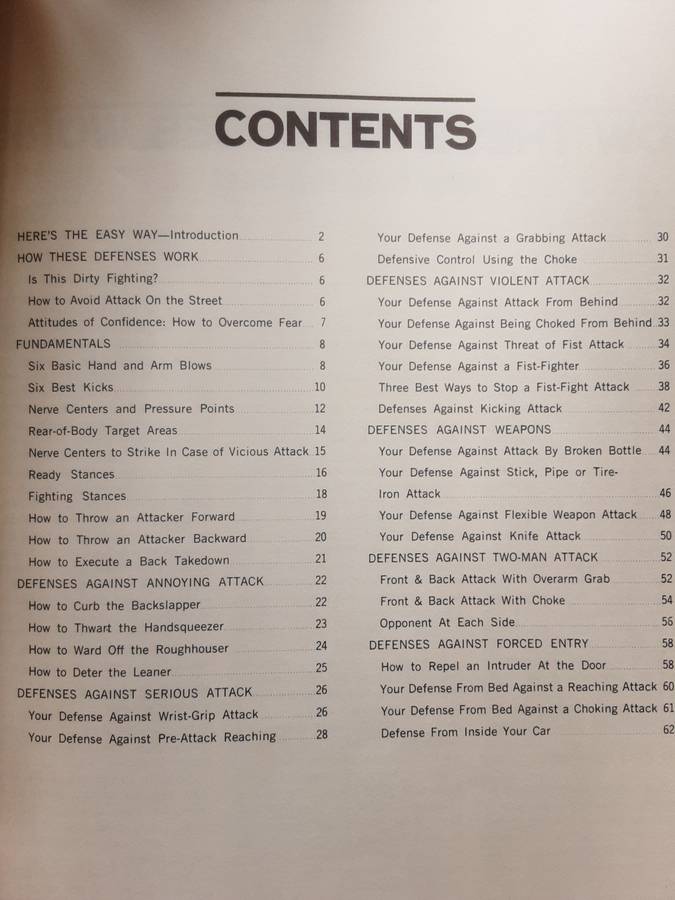 CONTENTS
HERE'S THE EASY WAY—Introduction 2
HOW THESE DEFENSES WORK 6
Is This Dirty Fighting? 6
How to Avoid Attack On the Street 6
Attitudes of Confidence: How to Overcome Fear 7
FUNDAMENTALS 8
Six Basic Hand and Arm Blows 8
Six Best Kicks 10
Nerve Centers and Pressure Points 12
Rear-of-Body Target Areas 14
Nerve Centers to Strike In Case of Vicious Attack 15
Ready Stances 16
Fighting Stances 18
How to Throw an Attacker Forward 19
How to Throw an Attacker Backward 20
How to Execute a Back Takedown 21
DEFENSES AGAINST ANNOYING ATTACK 22
How to Curb the Backslapper 22
How to Thwart the Handsqueezer 23
How to Ward Off the Roughhouser 24
How to Deter the Leaner 25
DEFENSES AGAINST SERIOUS ATTACK 26
Your Defense Against Wrist-Grip Attack 26
Your Defense Against Pre-Attack Reaching 28
Your Defense Against a Grabbing Attack 30
Defensive Control Using the Choke 31
DEFENSES AGAINST VIOLENT ATTACK 32
Your Defense Against Attack From Behind 32
Your Defense Against Being Choked From Behind 33
Your Defense Against Threat of Fist Attack 34
Your Defense Against a Fist-Fighter 36
Three Best Ways to Stop a Fist-Fight Attack 38
Defenses Against Kicking Attack 42
DEFENSES AGAINST WEAPONS 44
Your Defense Against Attack By Broken Bottle 44
Your Defense Against Stick, Pipe or Tire-
Iron Attack 46
Your Defense Against Flexible Weapon Attack 48
Your Defense Against Knife Attack 50
DEFENSES AGAINST TWO-MAN ATTACK 52
Front & Back Attack With Overarm Grab 52
Front & Back Attack With Choke 54
Opponent At Each Side 56
DEFENSES AGAINST FORCED ENTRY 58
How to Repel an Intruder At the Door 58
Your Defense From Bed Against a Reaching Attack 60
Your Defense From Bed Against a Choking Attack 61
Defense From Inside Your Car 62